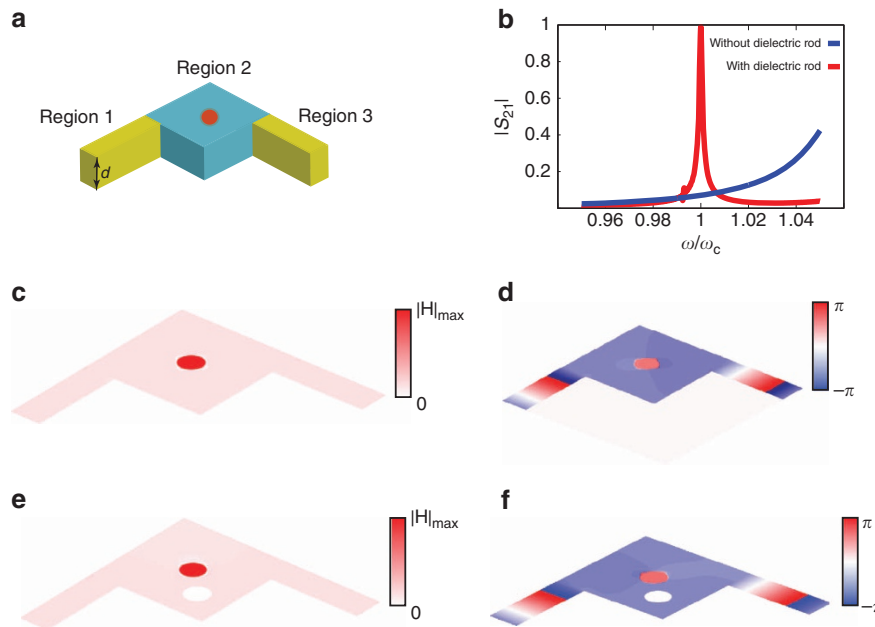 a
Region 2
Region 1
Region 3
d
b
1
0.8
0.6
0.4
0.2
|S21|
Without dielectric rod
With dielectric rod
0.96
0.98
1
1.02
1.04
ω/ωc
c
|H|max
0
d
π
−π
e
|H|max
0
f
π